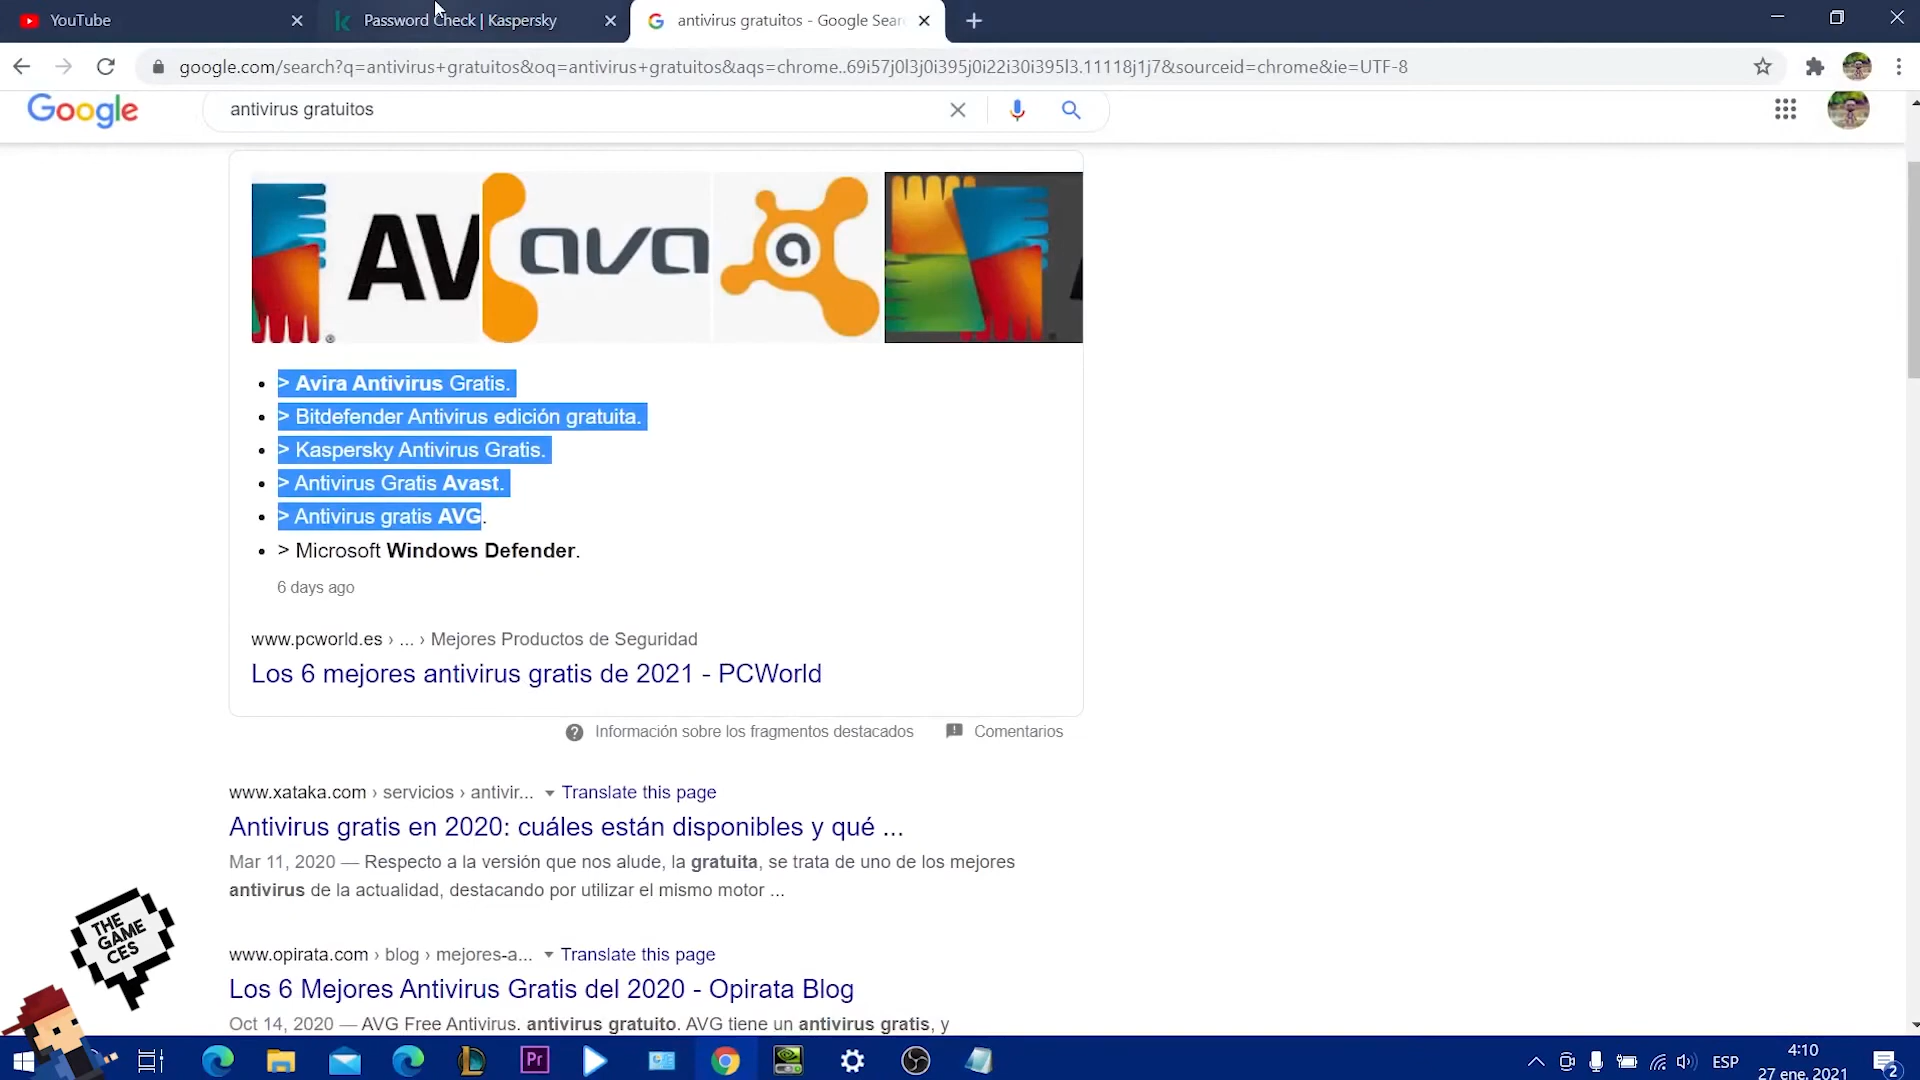 YouTube
Password Check | Kaspersky
antivirus gratuitos - Google Sear
google.com/search?q=antivirus+gratuitos&oq=antivirus+gratuitos&aqs=chrome..69i57j0l3j0i395j0i22i30i395l3.11118j1j7&sourceid=chrome&ie=UTF-8
Google
antivirus gratuitos
AV
ava
a
> Avira Antivirus Gratis.
> Bitdefender Antivirus edición gratuita.
> Kaspersky Antivirus Gratis.
> Antivirus Gratis Avast.
> Antivirus gratis AVG.
> Microsoft Windows Defender.
6 days ago
www.pcworld.es › ... › Mejores Productos de Seguridad
Los 6 mejores antivirus gratis de 2021 - PCWorld
Información sobre los fragmentos destacados
Comentarios
www.xataka.com › servicios › antivir... Translate this page
Antivirus gratis en 2020: cuáles están disponibles y qué ...
Mar 11, 2020 — Respecto a la versión que nos alude, la gratuita, se trata de uno de los mejores
antivirus de la actualidad, destacando por utilizar el mismo motor ...
www.opirata.com › blog › mejores-a... Translate this page
Los 6 Mejores Antivirus Gratis del 2020 - Opirata Blog
Oct 14, 2020 — AVG Free Antivirus. antivirus gratuito. AVG tiene un antivirus gratis, y
THE
GAME
CES
Pr
ESP
4:10
27 ene. 2021
2